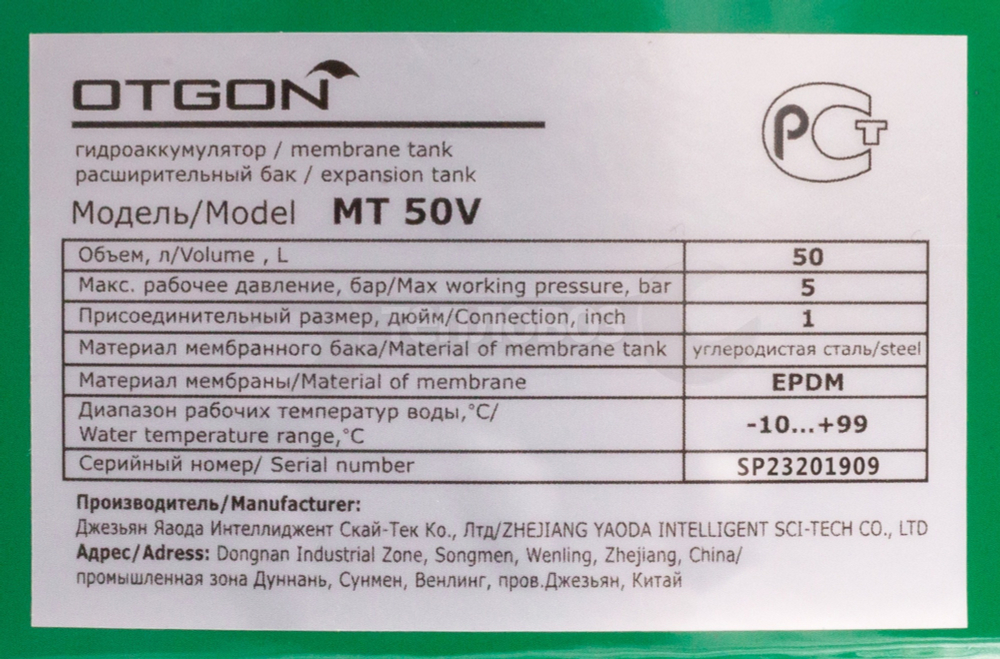 OTGON
РСТ
гидроаккумулятор / membrane tank
расширительный бак / expansion tank
Модель/Model MT 50V
Объем, л/Volume , L 50
Макс. рабочее давление, бар/Max working pressure, bar 5
Присоединительный размер, дюйм/Connection, inch 1
Материал мембранного бака/Material of membrane tank углеродистая сталь/steel
Материал мембраны/Material of membrane EPDM
Диапазон рабочих температур воды,°C/
Water temperature range,°C -10...+99
Серийный номер/ Serial number SP23201909
Производитель/Manufacturer:
Джезьян Яаода Интеллиджент Скай-Тек Ко., Лтд/ZHEJIANG YAODA INTELLIGENT SCI-TECH CO., LTD
Адрес/Adress: Dongnan Industrial Zone, Songmen, Wenling, Zhejiang, China/
промышленная зона Дуннань, Сунмен, Венлинг, пров.Джезьян, Китай